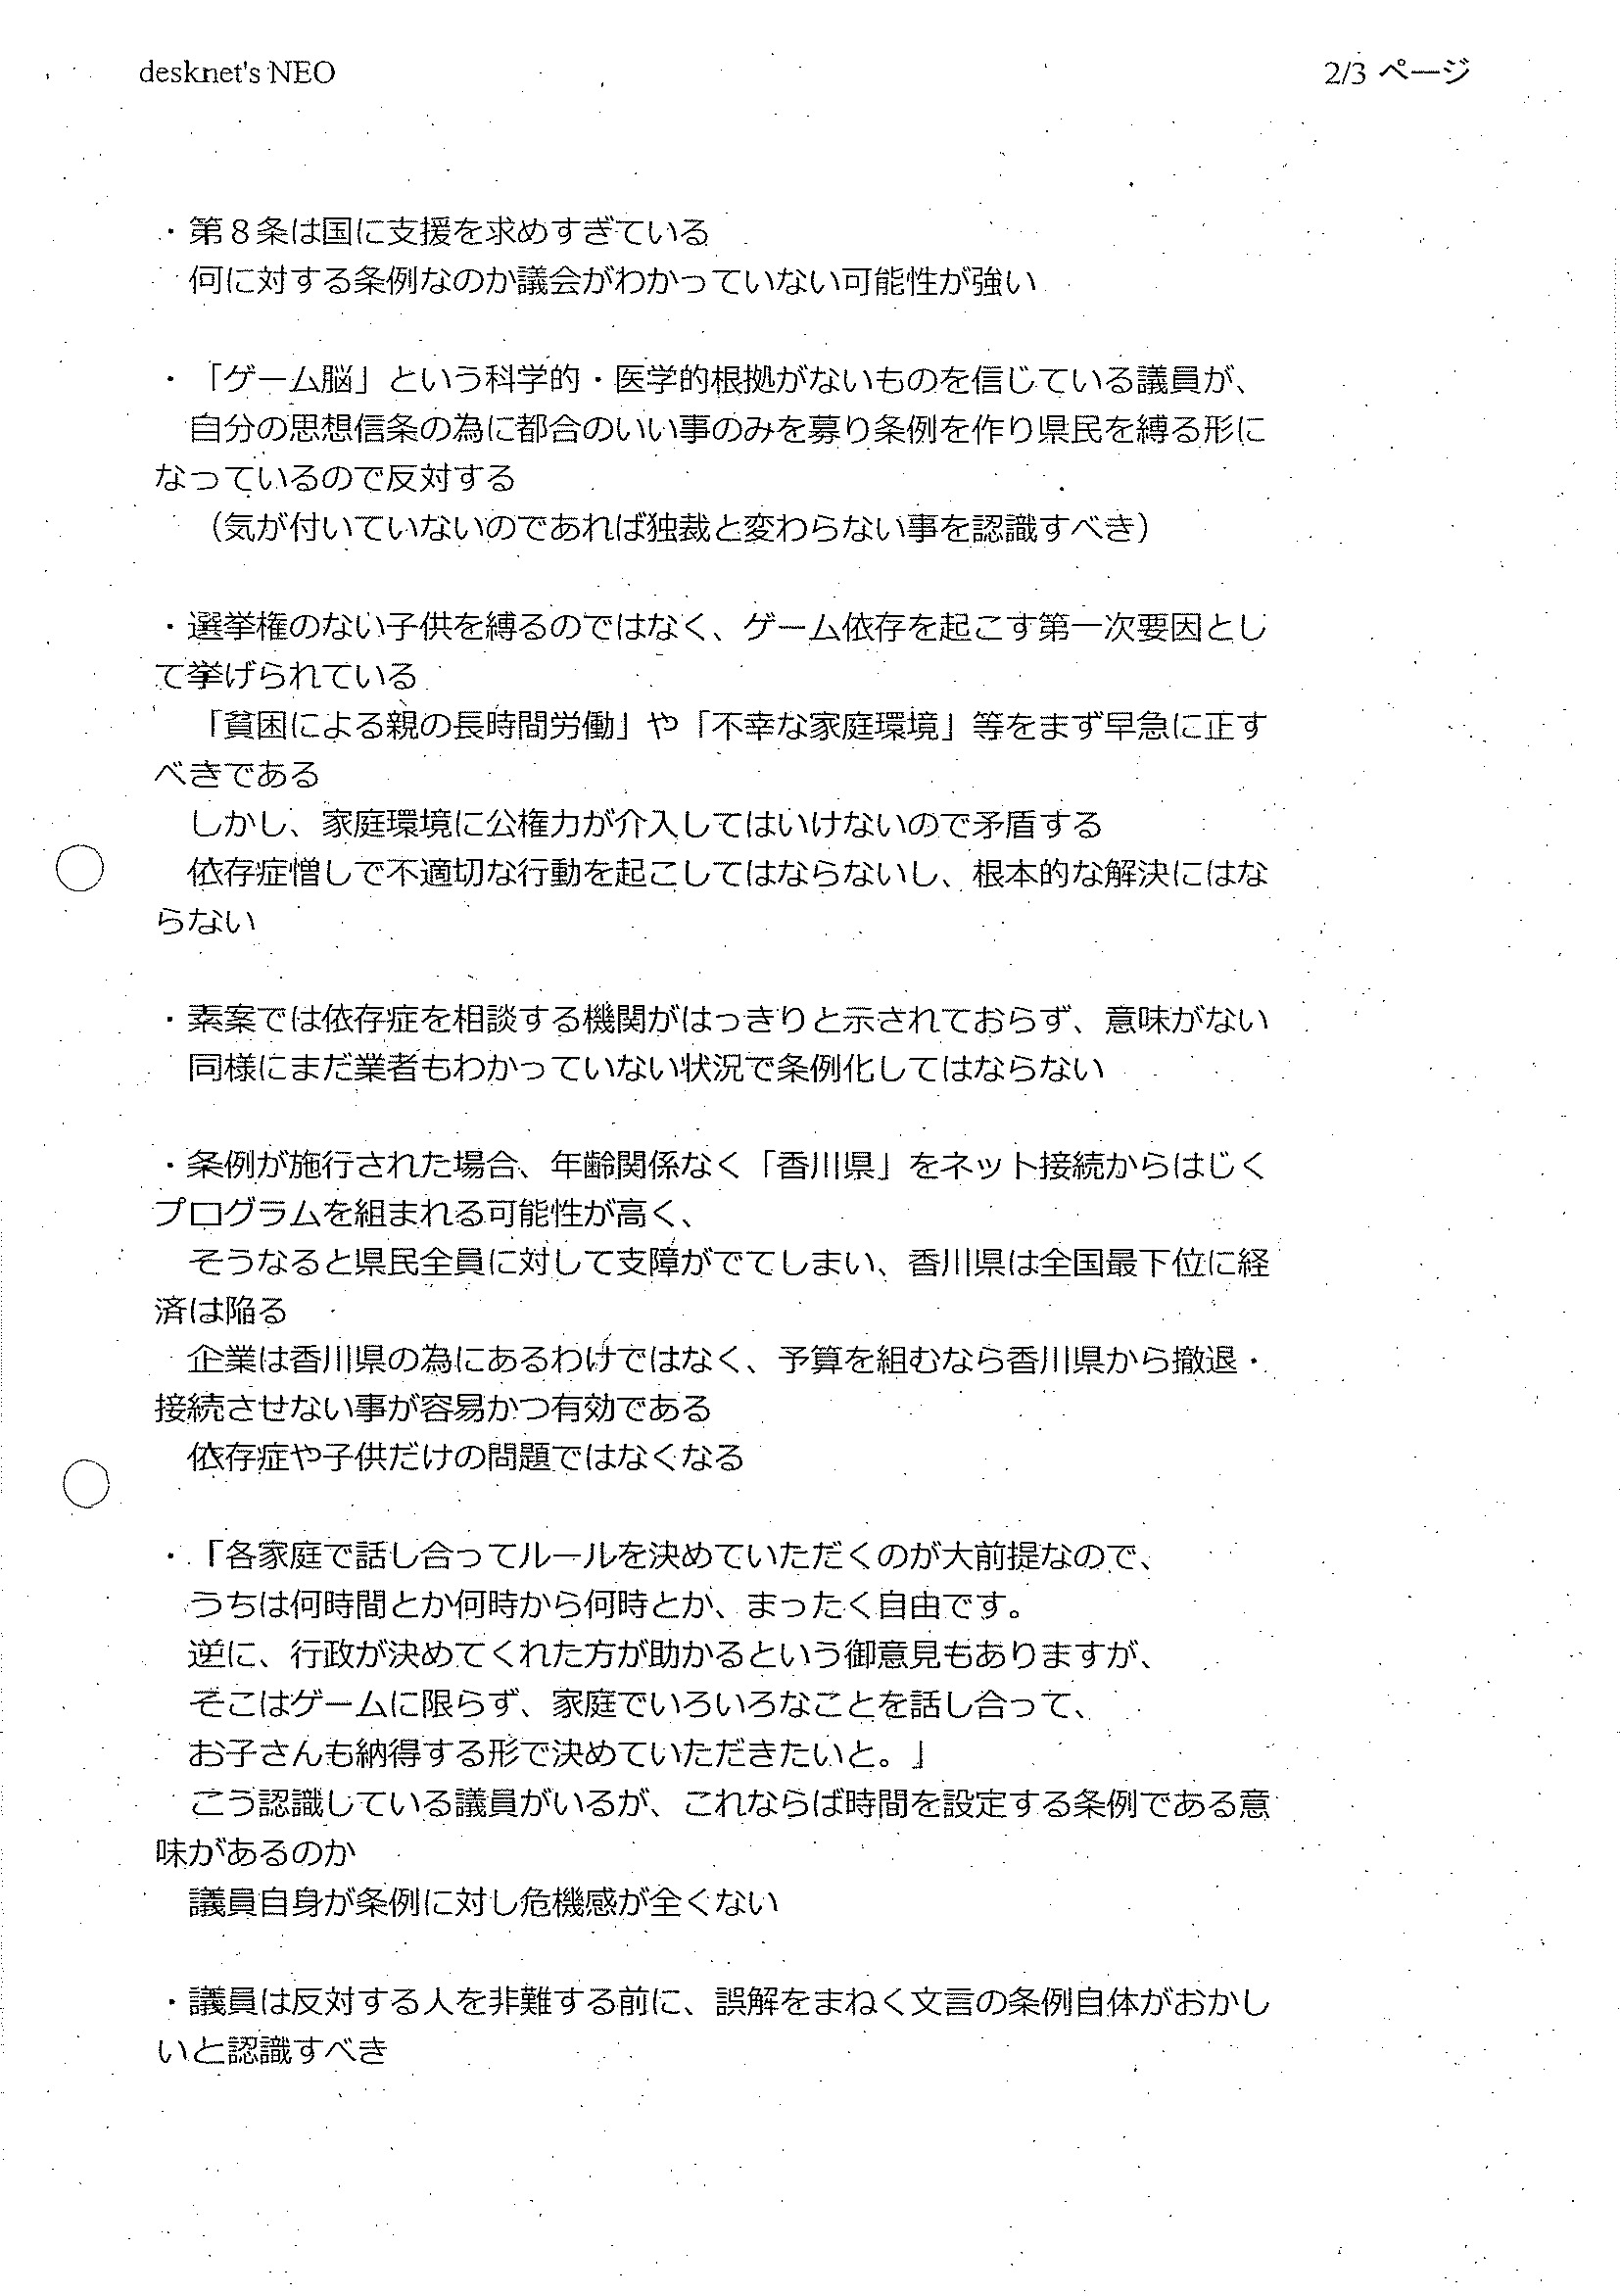 desknet's NEO
2/3 ページ
・第８条は国に支援を求めすぎている
何に対する条例なのか議会がわかっていない可能性が強い
・「ゲーム脳」という科学的・医学的根拠がないものを信じている議員が、
自分の思想信条の為に都合のいい事のみを募り条例を作り県民を縛る形に
なっているので反対する
（気が付いていないのであれば独裁と変わらない事を認識すべき）
・選挙権のない子供を縛るのではなく、ゲーム依存を起こす第一次要因とし
て挙げられている
「貧困による親の長時間労働」や「不幸な家庭環境」等をまず早急に正す
べきである
しかし、家庭環境に公権力が介入してはいけないので矛盾する
依存症憎しで不適切な行動を起こしてはならないし、根本的な解決にはな
らない
・素案では依存症を相談する機関がはっきりと示されておらず、意味がない
同様にまだ業者もわかっていない状況で条例化してはならない
・条例が施行された場合、年齢関係なく「香川県」をネット接続からはじく
プログラムを組まれる可能性が高く、
そうなると県民全員に対して支障がでてしまい、香川県は全国最下位に経
済は陥る
企業は香川県の為にあるわけではなく、予算を組むなら香川県から撤退・
接続させない事が容易かつ有効である
依存症や子供だけの問題ではなくなる
・「各家庭で話し合ってルールを決めていただくのが大前提なので、
うちは何時間とか何時から何時とか、まったく自由です。
逆に、行政が決めてくれた方が助かるという御意見もありますが、
そこはゲームに限らず、家庭でいろいろなことを話し合って、
お子さんも納得する形で決めていただきたいと。」
こう認識している議員がいるが、これならば時間を設定する条例である意
味があるのか
議員自身が条例に対し危機感が全くない
・議員は反対する人を非難する前に、誤解をまねく文言の条例自体がおかし
いと認識すべき